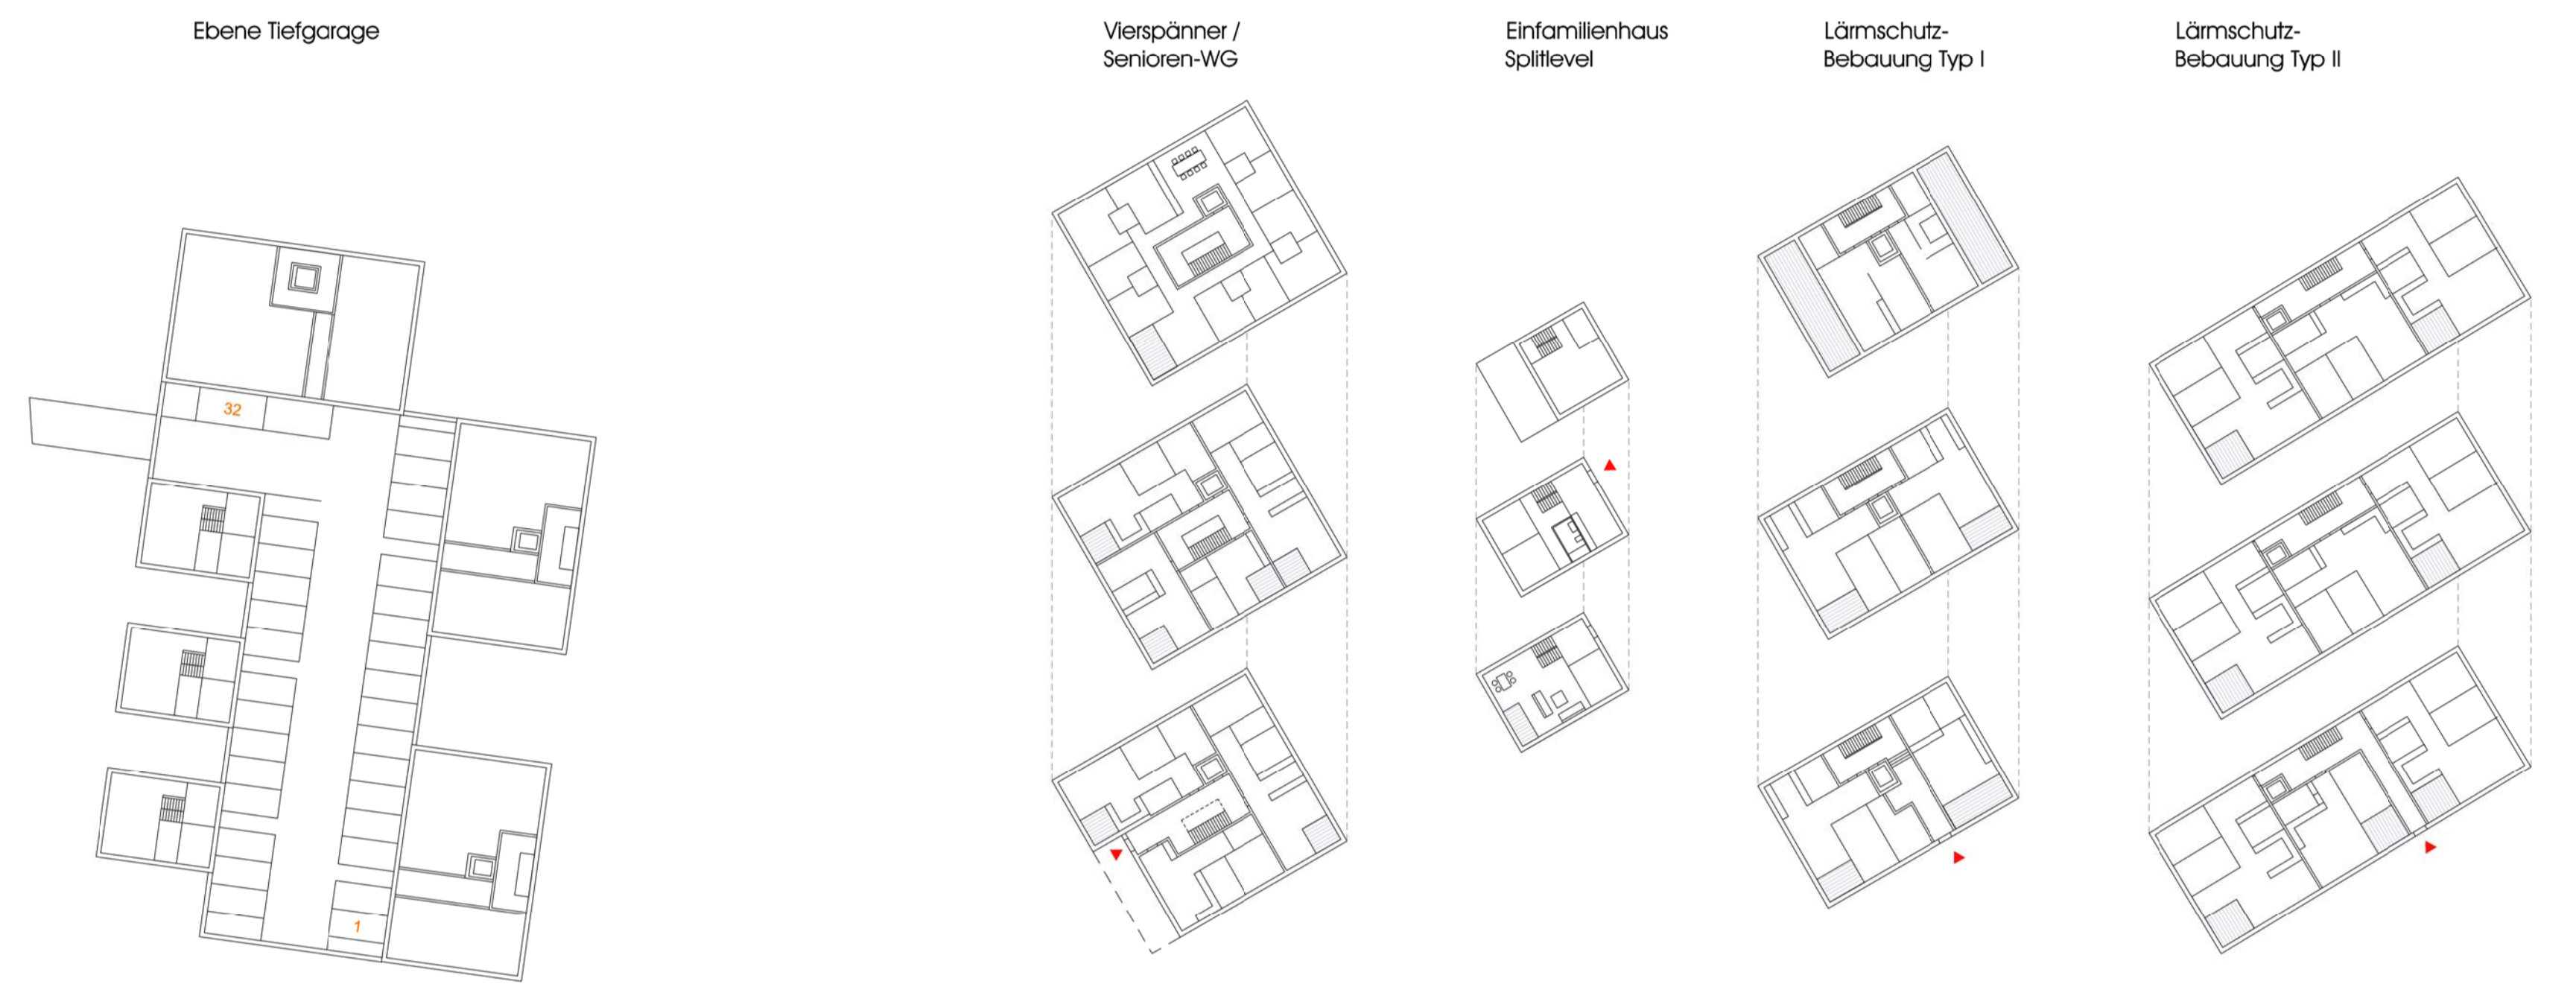 Ebene Tiefgarage
Vierspänner /
Senioren-WG
Einfamilienhaus
Splitlevel
Lärmschutz-
Bebauung Typ I
Lärmschutz-
Bebauung Typ II
32
1